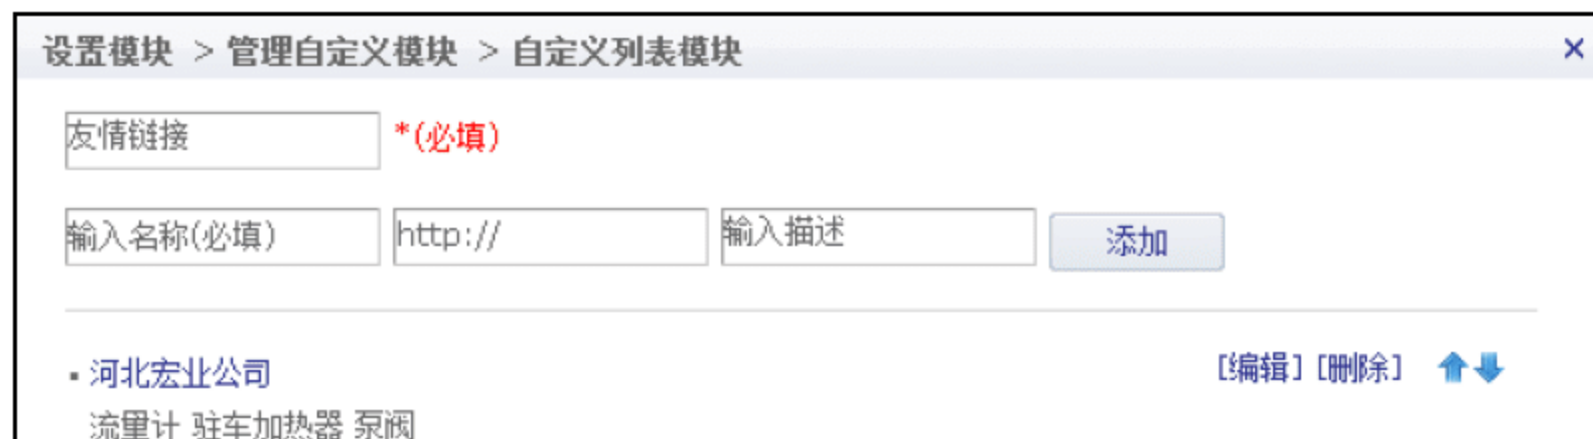 设置模块 > 管理自定义模块 > 自定义列表模块 ×
友情链接 *(必填)
输入名称(必填) http:// 输入描述 添加
▪ 河北宏业公司 [编辑] [删除]
流量计 驻车加热器 泵阀